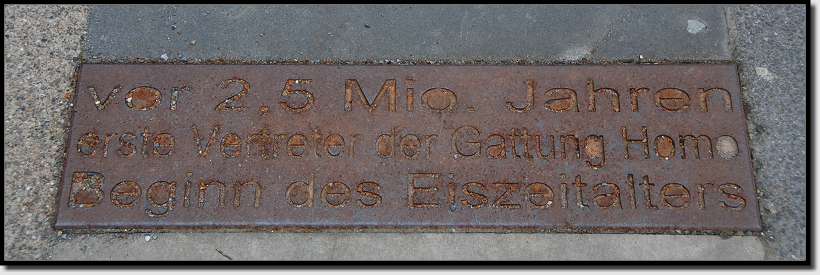 vor 2,5 Mio. Jahren
erste Vertreter der Gattung Homo
Beginn des Eiszeitalters